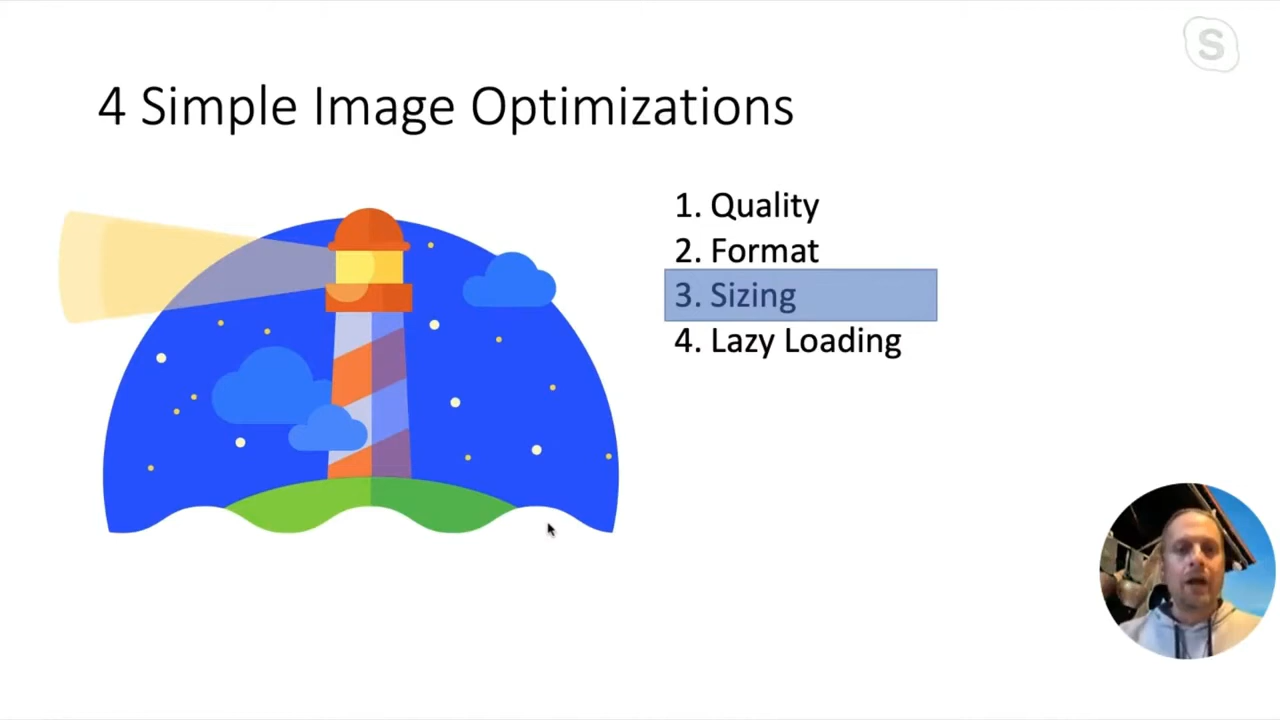 4 Simple Image Optimizations
1. Quality
2. Format
3. Sizing
4. Lazy Loading
S